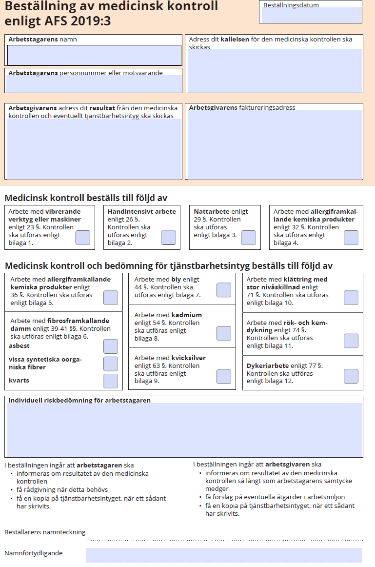 Beställning av medicinsk kontroll
enligt AFS 2019:3
Beställningsdatum
Arbetstagarens namn
Arbetstagarens personnummer eller motsvarande
Adress dit kallelsen för den medicinska kontrollen ska
skickas
Arbetsgivarens adress dit resultat från den medicinska
kontrollen och eventuellt tjänstbarhetsintyg ska skickas
Arbetsgivarens faktureringsadress
Medicinsk kontroll beställs till följd av
Arbete med vibrerande
verktyg eller maskiner
enligt 23 §. Kontrollen
ska utföras enligt
bilaga 1.
Handintensivt arbete
enligt 26 §.
Kontrollen ska
utföras enligt
bilaga 2.
Nattarbete enligt
29 §. Kontrollen
ska utföras enligt
bilaga 3.
Arbete med allergiframkal-
lande kemiska produkter
enligt 32 §. Kontrollen
ska utföras enligt
bilaga 4.
Medicinsk kontroll och bedömning för tjänstbarhetsintyg beställs till följd av
Arbete med allergiframkallande
kemiska produkter enligt
36 §. Kontrollen ska utföras
enligt bilaga 5.
Arbete med fibrosframkallande
damm enligt 39-41 §§. Kontrollen
ska utföras enligt bilaga 6.
asbest
vissa syntetiska oorga-
niska fibrer
kvarts
Arbete med bly enligt
44 §. Kontrollen ska
utföras enligt bilaga 7.
Arbete med kadmium
enligt 54 §. Kontrollen
ska utföras enligt
bilaga 8.
Arbete med kvicksilver
enligt 63 §. Kontrollen
ska utföras enligt
bilaga 9.
Arbete med klättring med
stor nivåskillnad enligt
71 §. Kontrollen ska utföras
enligt bilaga 10.
Arbete med rök- och kem-
dykning enligt 74 §.
Kontrollen ska utföras
enligt bilaga 11.
Dykeriarbete enligt 77 §.
Kontrollen ska utföras
enligt bilaga 12.
Individuell riskbedömning för arbetstagaren
I beställningen ingår att arbetstagaren ska
• informeras om resultatet av den medicinska
kontrollen
• få rådgivning när detta behövs
• få en kopia på tjänstbarhetsintyget, när ett sådant
har skrivits.
I beställningen ingår att arbetsgivaren ska
• informeras om resultatet av den medicinska
kontrollen så långt som arbetstagarens samtycke
medger
• få förslag på eventuella åtgärder i arbetsmiljön
• få en kopia på tjänstbarhetsintyget, när ett sådant
har skrivits.
Beställarens namnteckning
Namnförtydligande